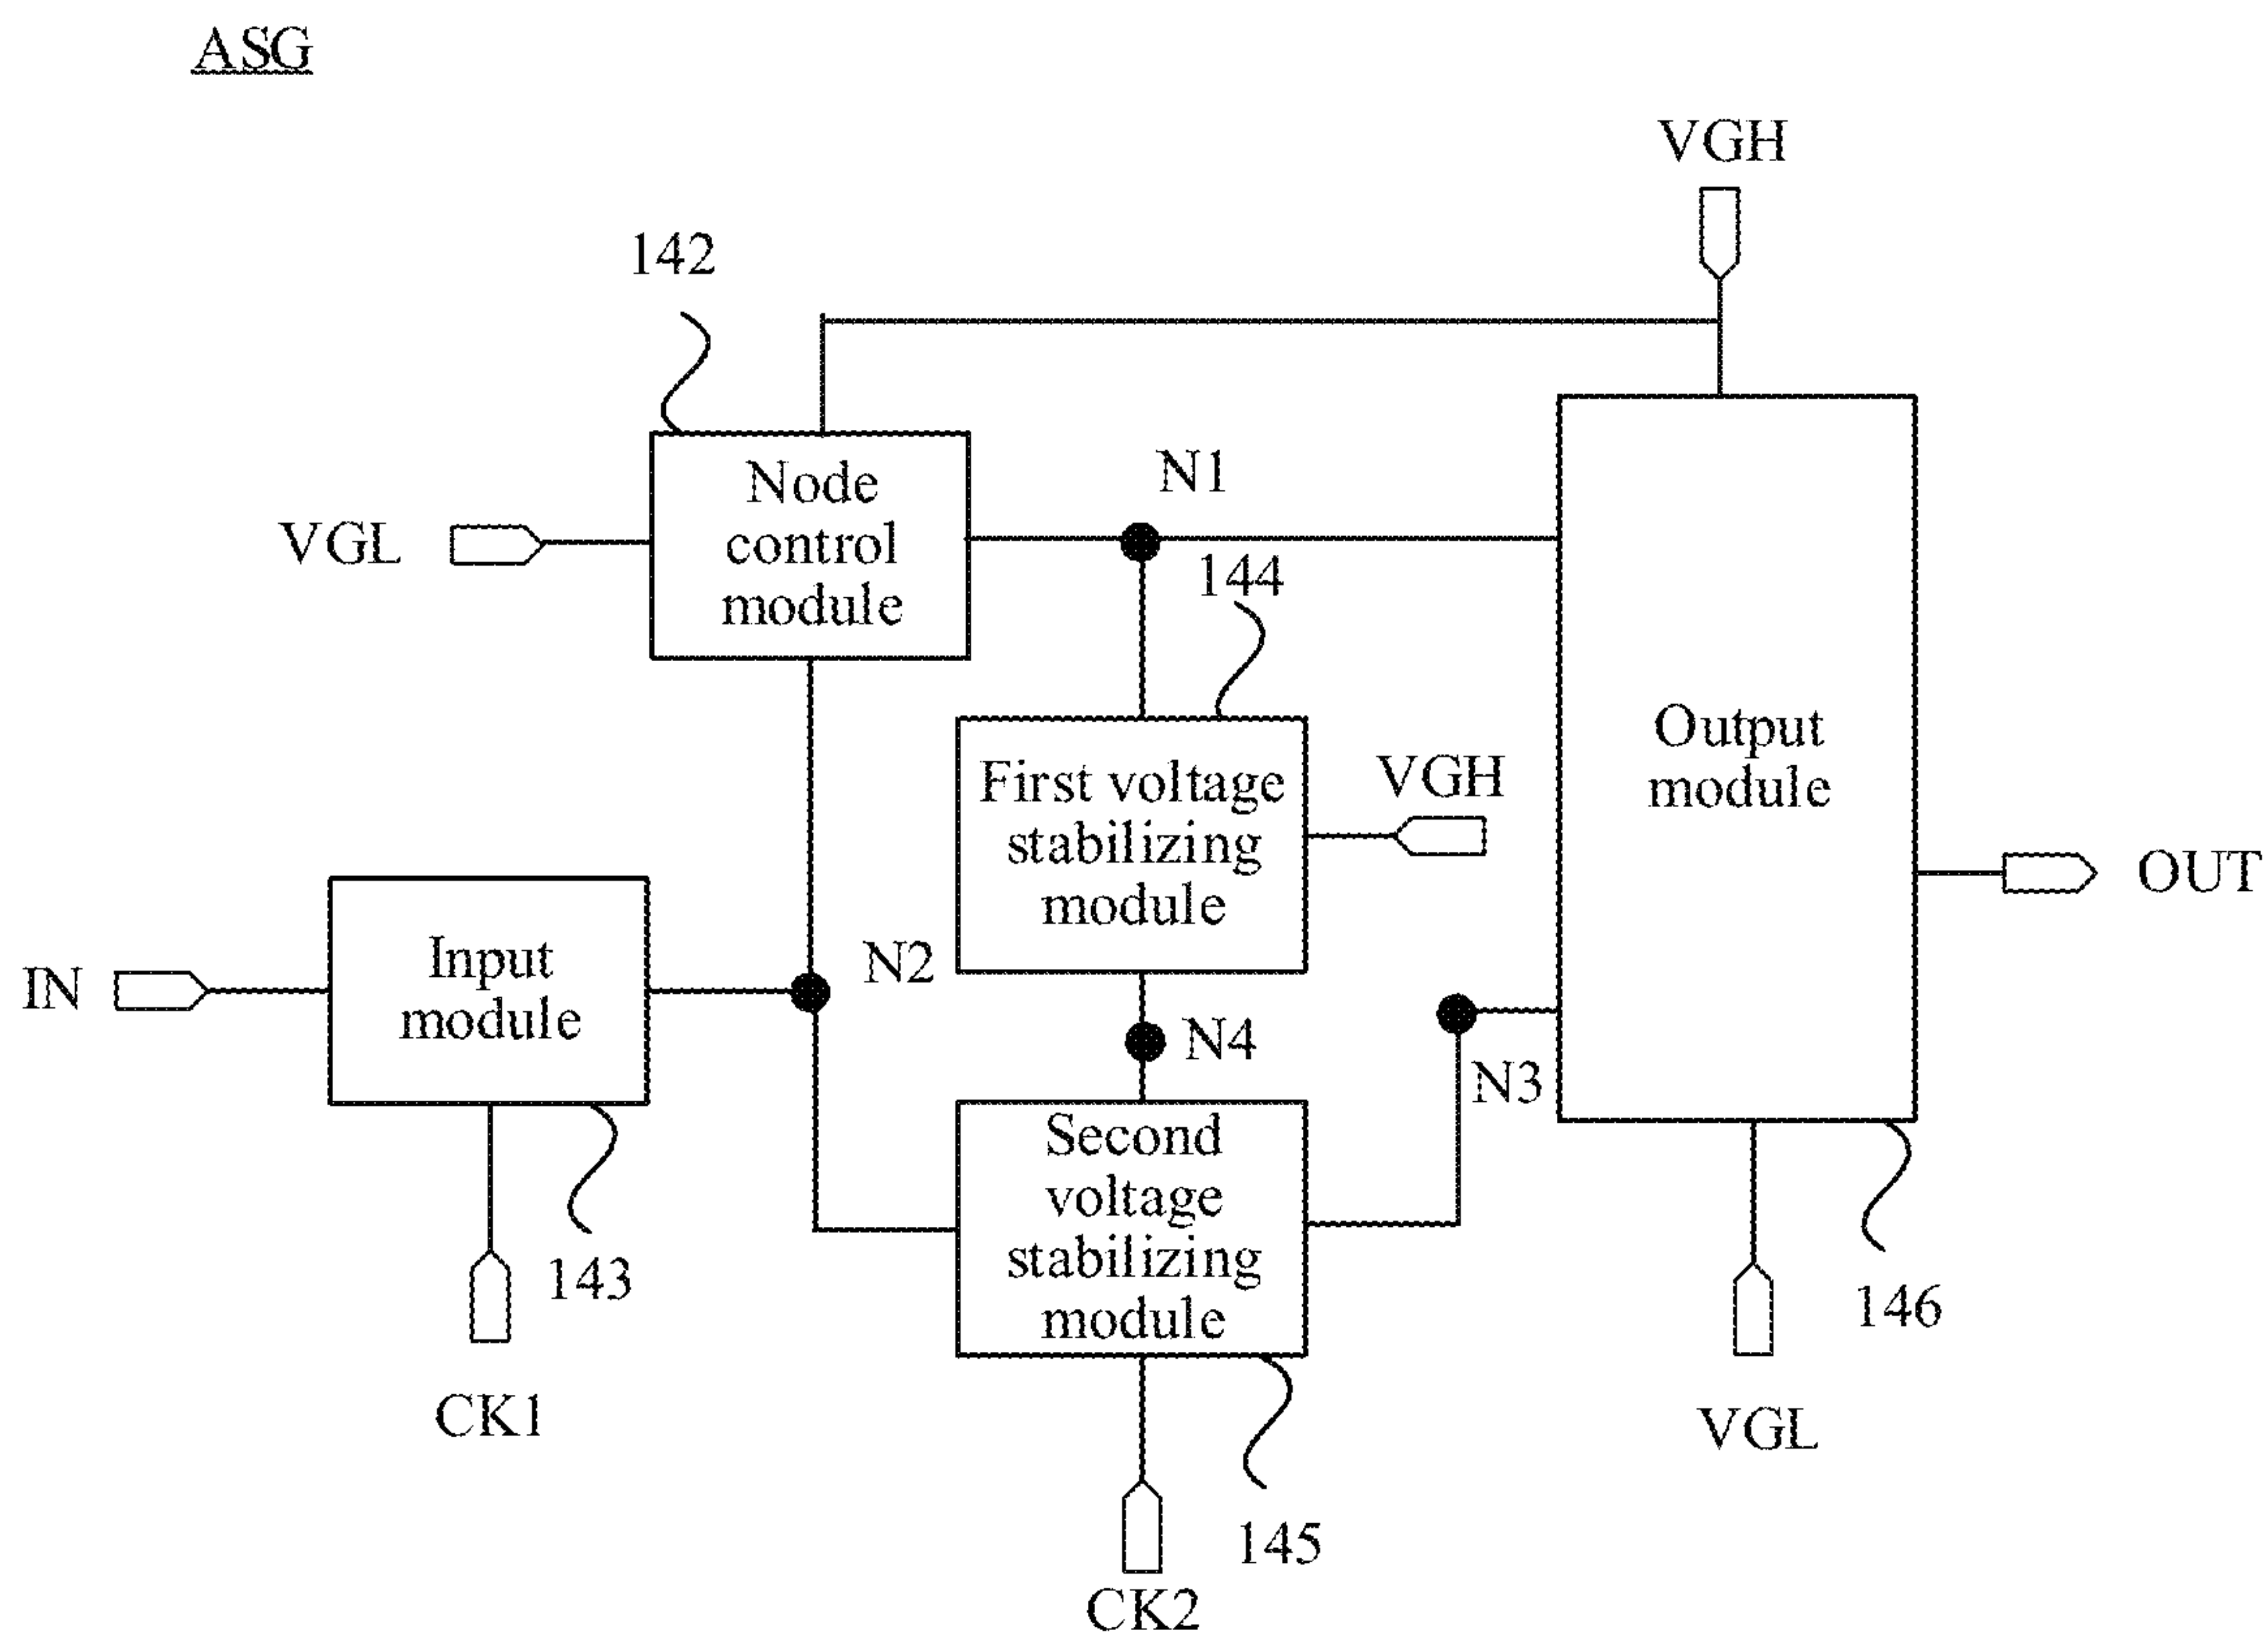 ASG
VGH
142
Node
control
module
VGL
N1
144
First voltage
stabilizing
module
VGH
Output
module
OUT
IN
Input
module
N2
N4
N3
143
CK1
Second
voltage
stabilizing
module
145
CK2
146
VGL